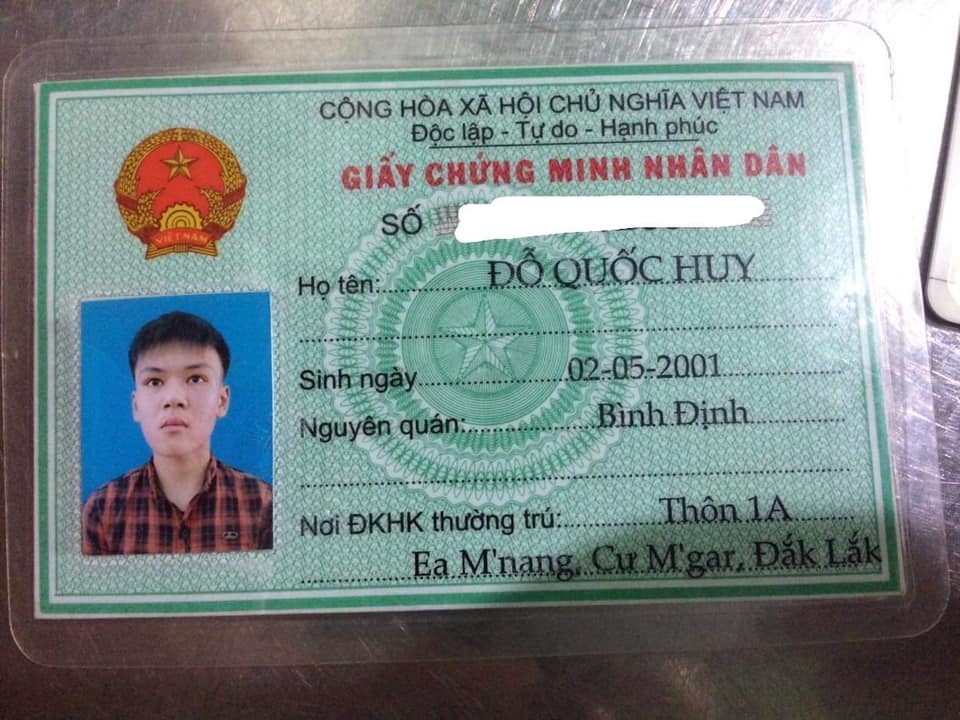 CỘNG HÒA XÃ HỘI CHỦ NGHĨA VIỆT NAM
Độc lập - Tự do - Hạnh phúc
GIẤY CHỨNG MINH NHÂN DÂN
SỐ
Họ tên: ĐỖ QUỐC HUY
Sinh ngày 02-05-2001
Nguyên quán: Bình Định
Nơi ĐKHK thường trú: Thôn 1A
Ea M'nang, Cư M'gar, Đắk Lắk
VIỆT NAM